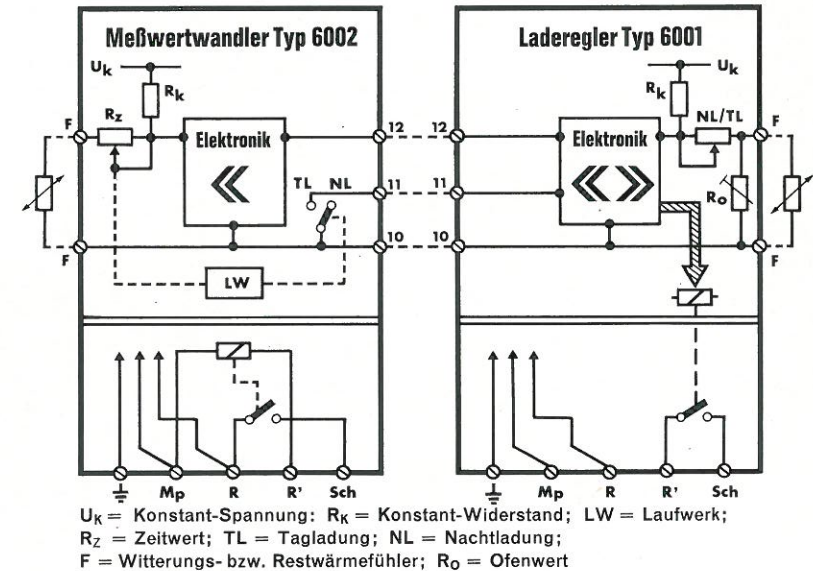 Meßwertwandler Typ 6002
Laderegler Typ 6001
Uk
Rk
Rz
F
Elektronik
12
TL NL
11
10
F
LW
Mp R R' Sch
Uk
Rk
NL/TL
F
12
Elektronik
11
Ro
10
F
Mp R R' Sch
UK = Konstant-Spannung: RK = Konstant-Widerstand; LW = Laufwerk;
RZ = Zeitwert; TL = Tagladung; NL = Nachtladung;
F = Witterungs- bzw. Restwärmefühler; RO = Ofenwert